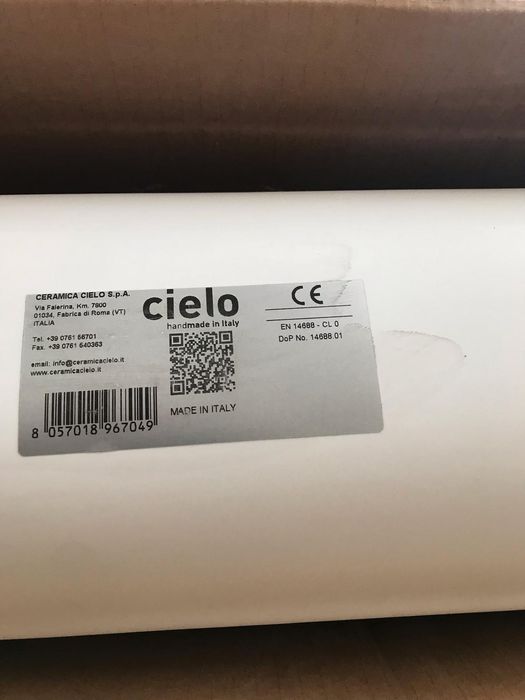 CERAMICA CIELO S.p.A.
Via Falerina, Km. 7800
01034, Fabrica di Roma (VT)
ITALIA
Tel. +39 0761 56701
Fax. +39 0761 540363
email: info@ceramicacielo.it
www.ceramicacielo.it
8 057018 967049
cielo
handmade in Italy
MADE IN ITALY
CE
EN 14688 - CL 0
DoP No. 14688.01